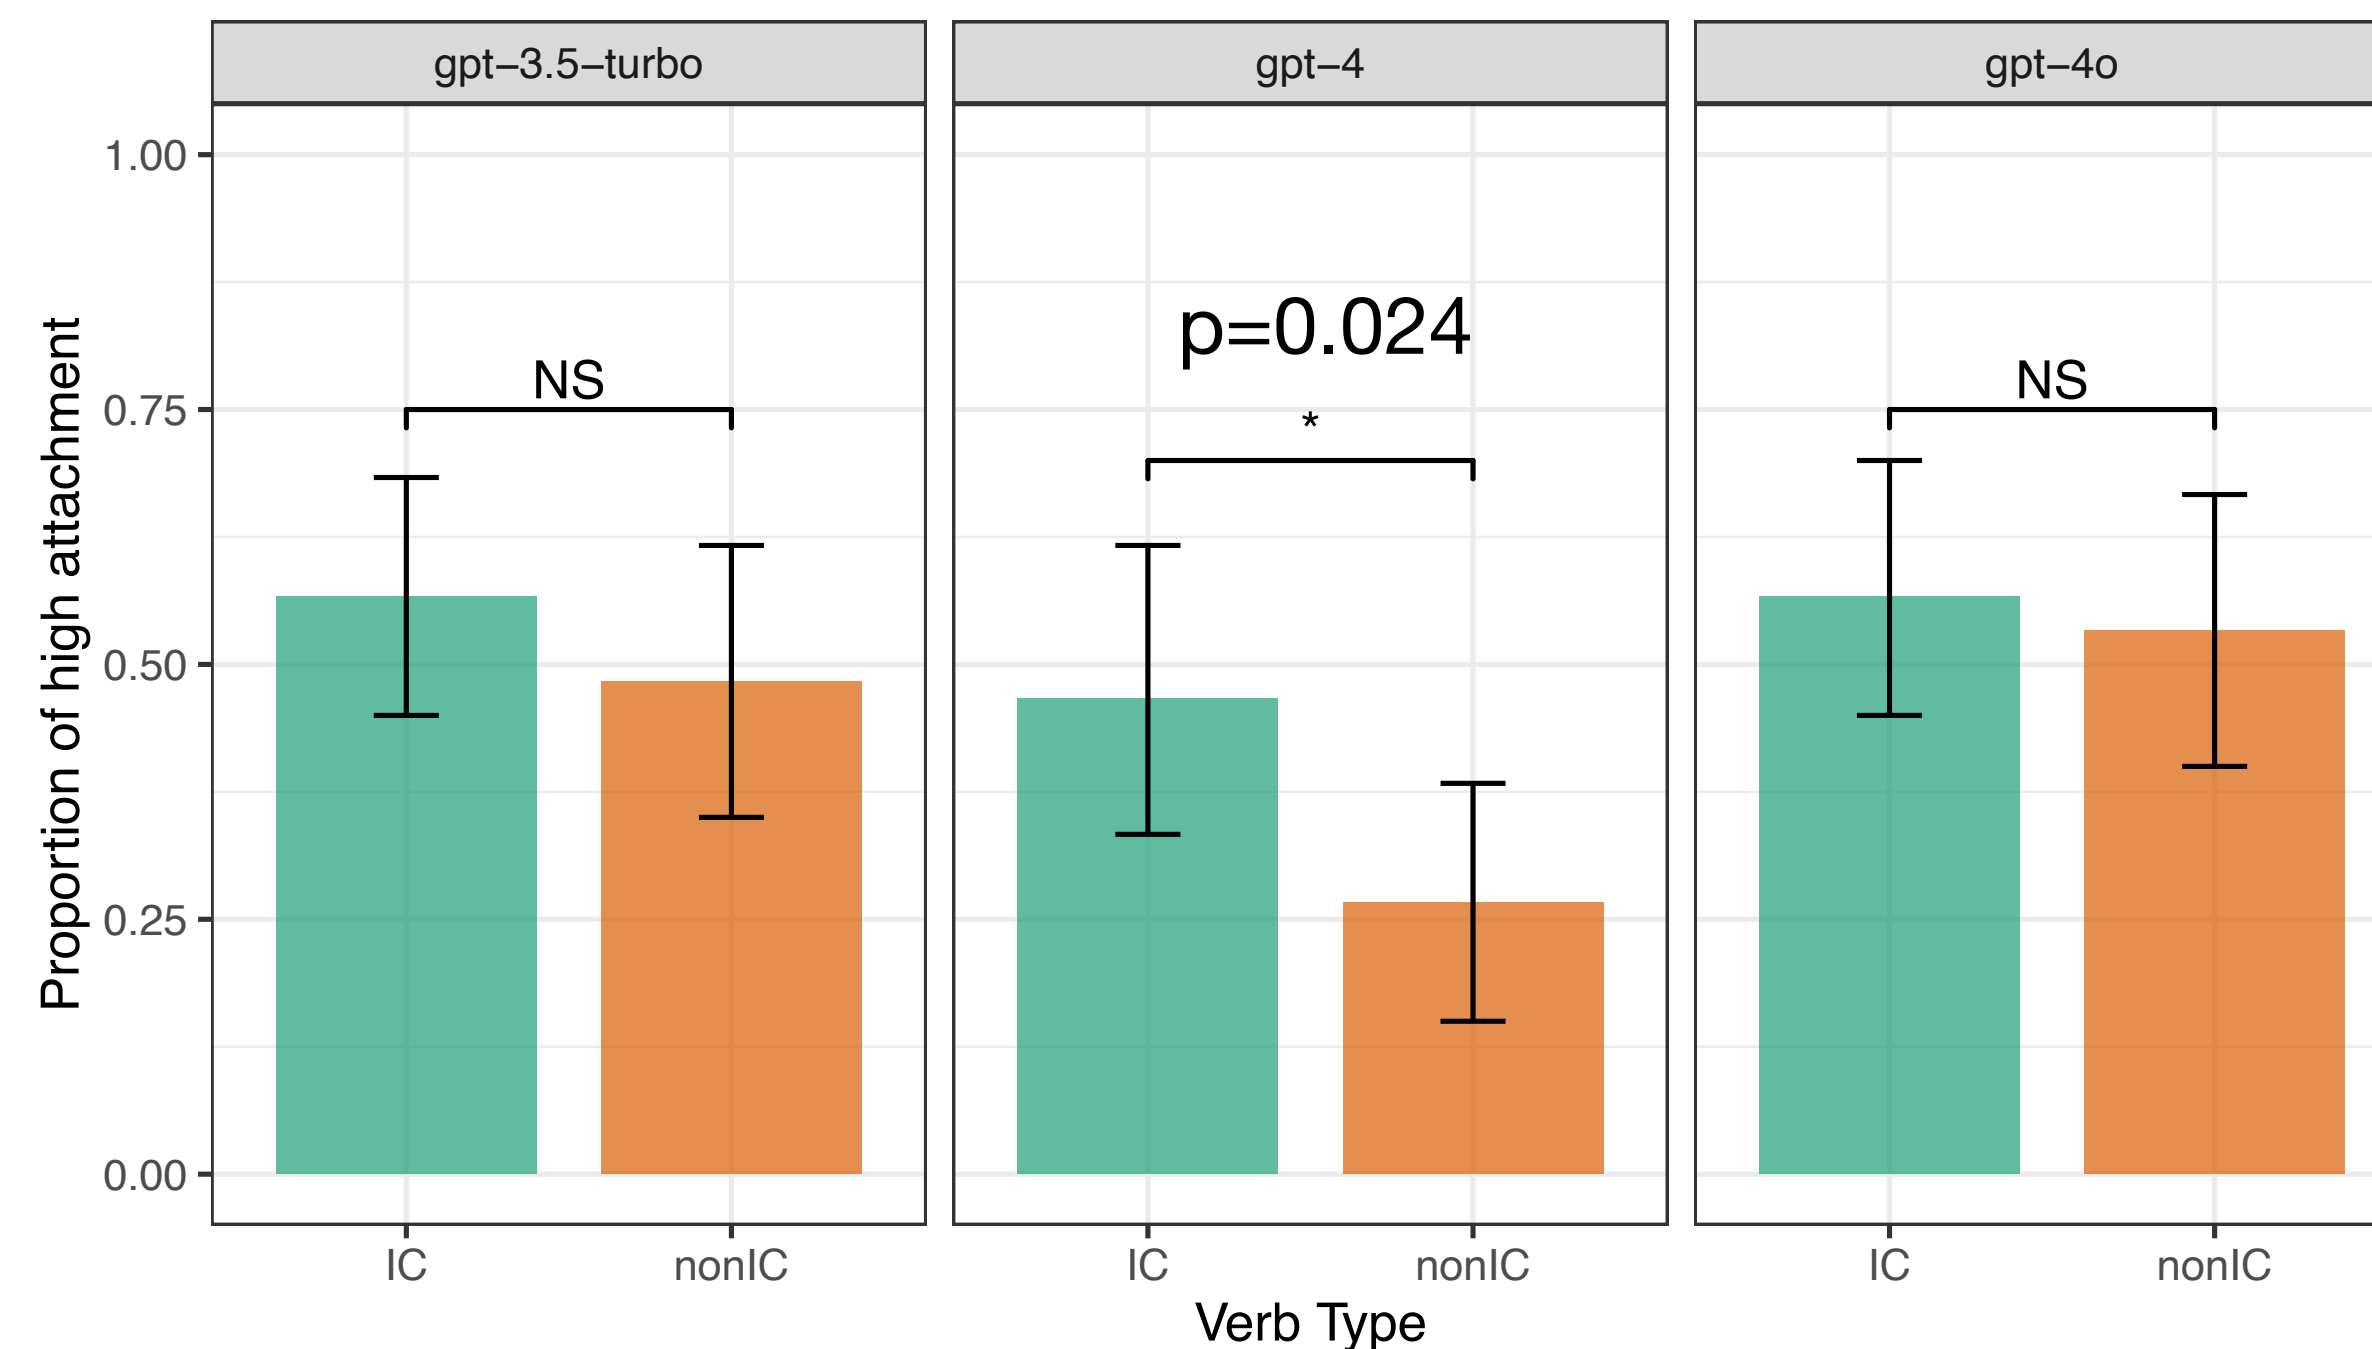 gpt−3.5−turbo
gpt−4
gpt−4o
Proportion of high attachment
1.00
0.75
0.50
0.25
0.00
NS
p=0.024
*
NS
IC
nonIC
IC
nonIC
IC
nonIC
Verb Type